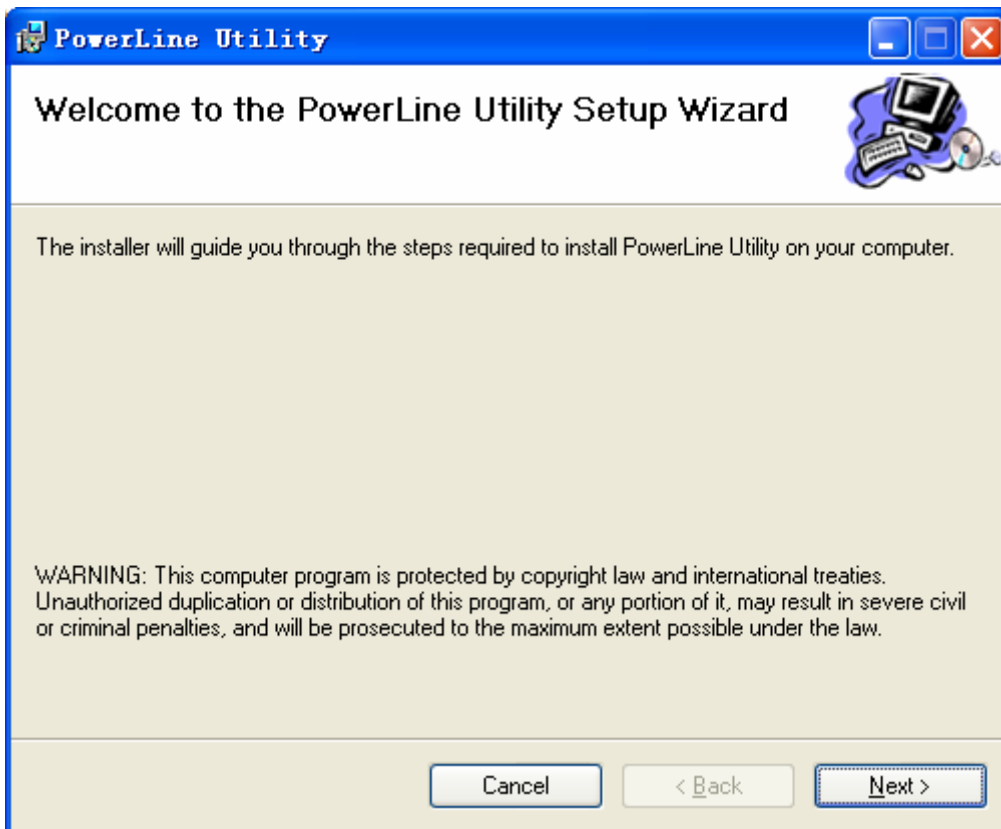 PowerLine Utility
Welcome to the PowerLine Utility Setup Wizard
The installer will guide you through the steps required to install PowerLine Utility on your computer.
WARNING: This computer program is protected by copyright law and international treaties.
Unauthorized duplication or distribution of this program, or any portion of it, may result in severe civil
or criminal penalties, and will be prosecuted to the maximum extent possible under the law.
Cancel
< Back
Next >